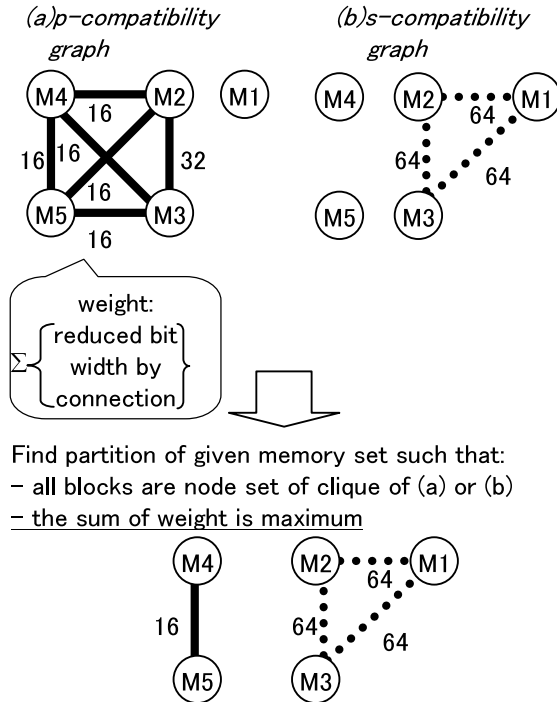 (a)p-compatibility
graph
(b)s-compatibility
graph
M4 M2 M1
16
16 16 32
16
M5 M3
16
M4 M2 M1
64
64 64
M5 M3
weight:
Σ{reduced bit
width by
connection}
Find partition of given memory set such that:
- all blocks are node set of clique of (a) or (b)
- the sum of weight is maximum
M4 M2 M1
64
16 64 64
M5 M3